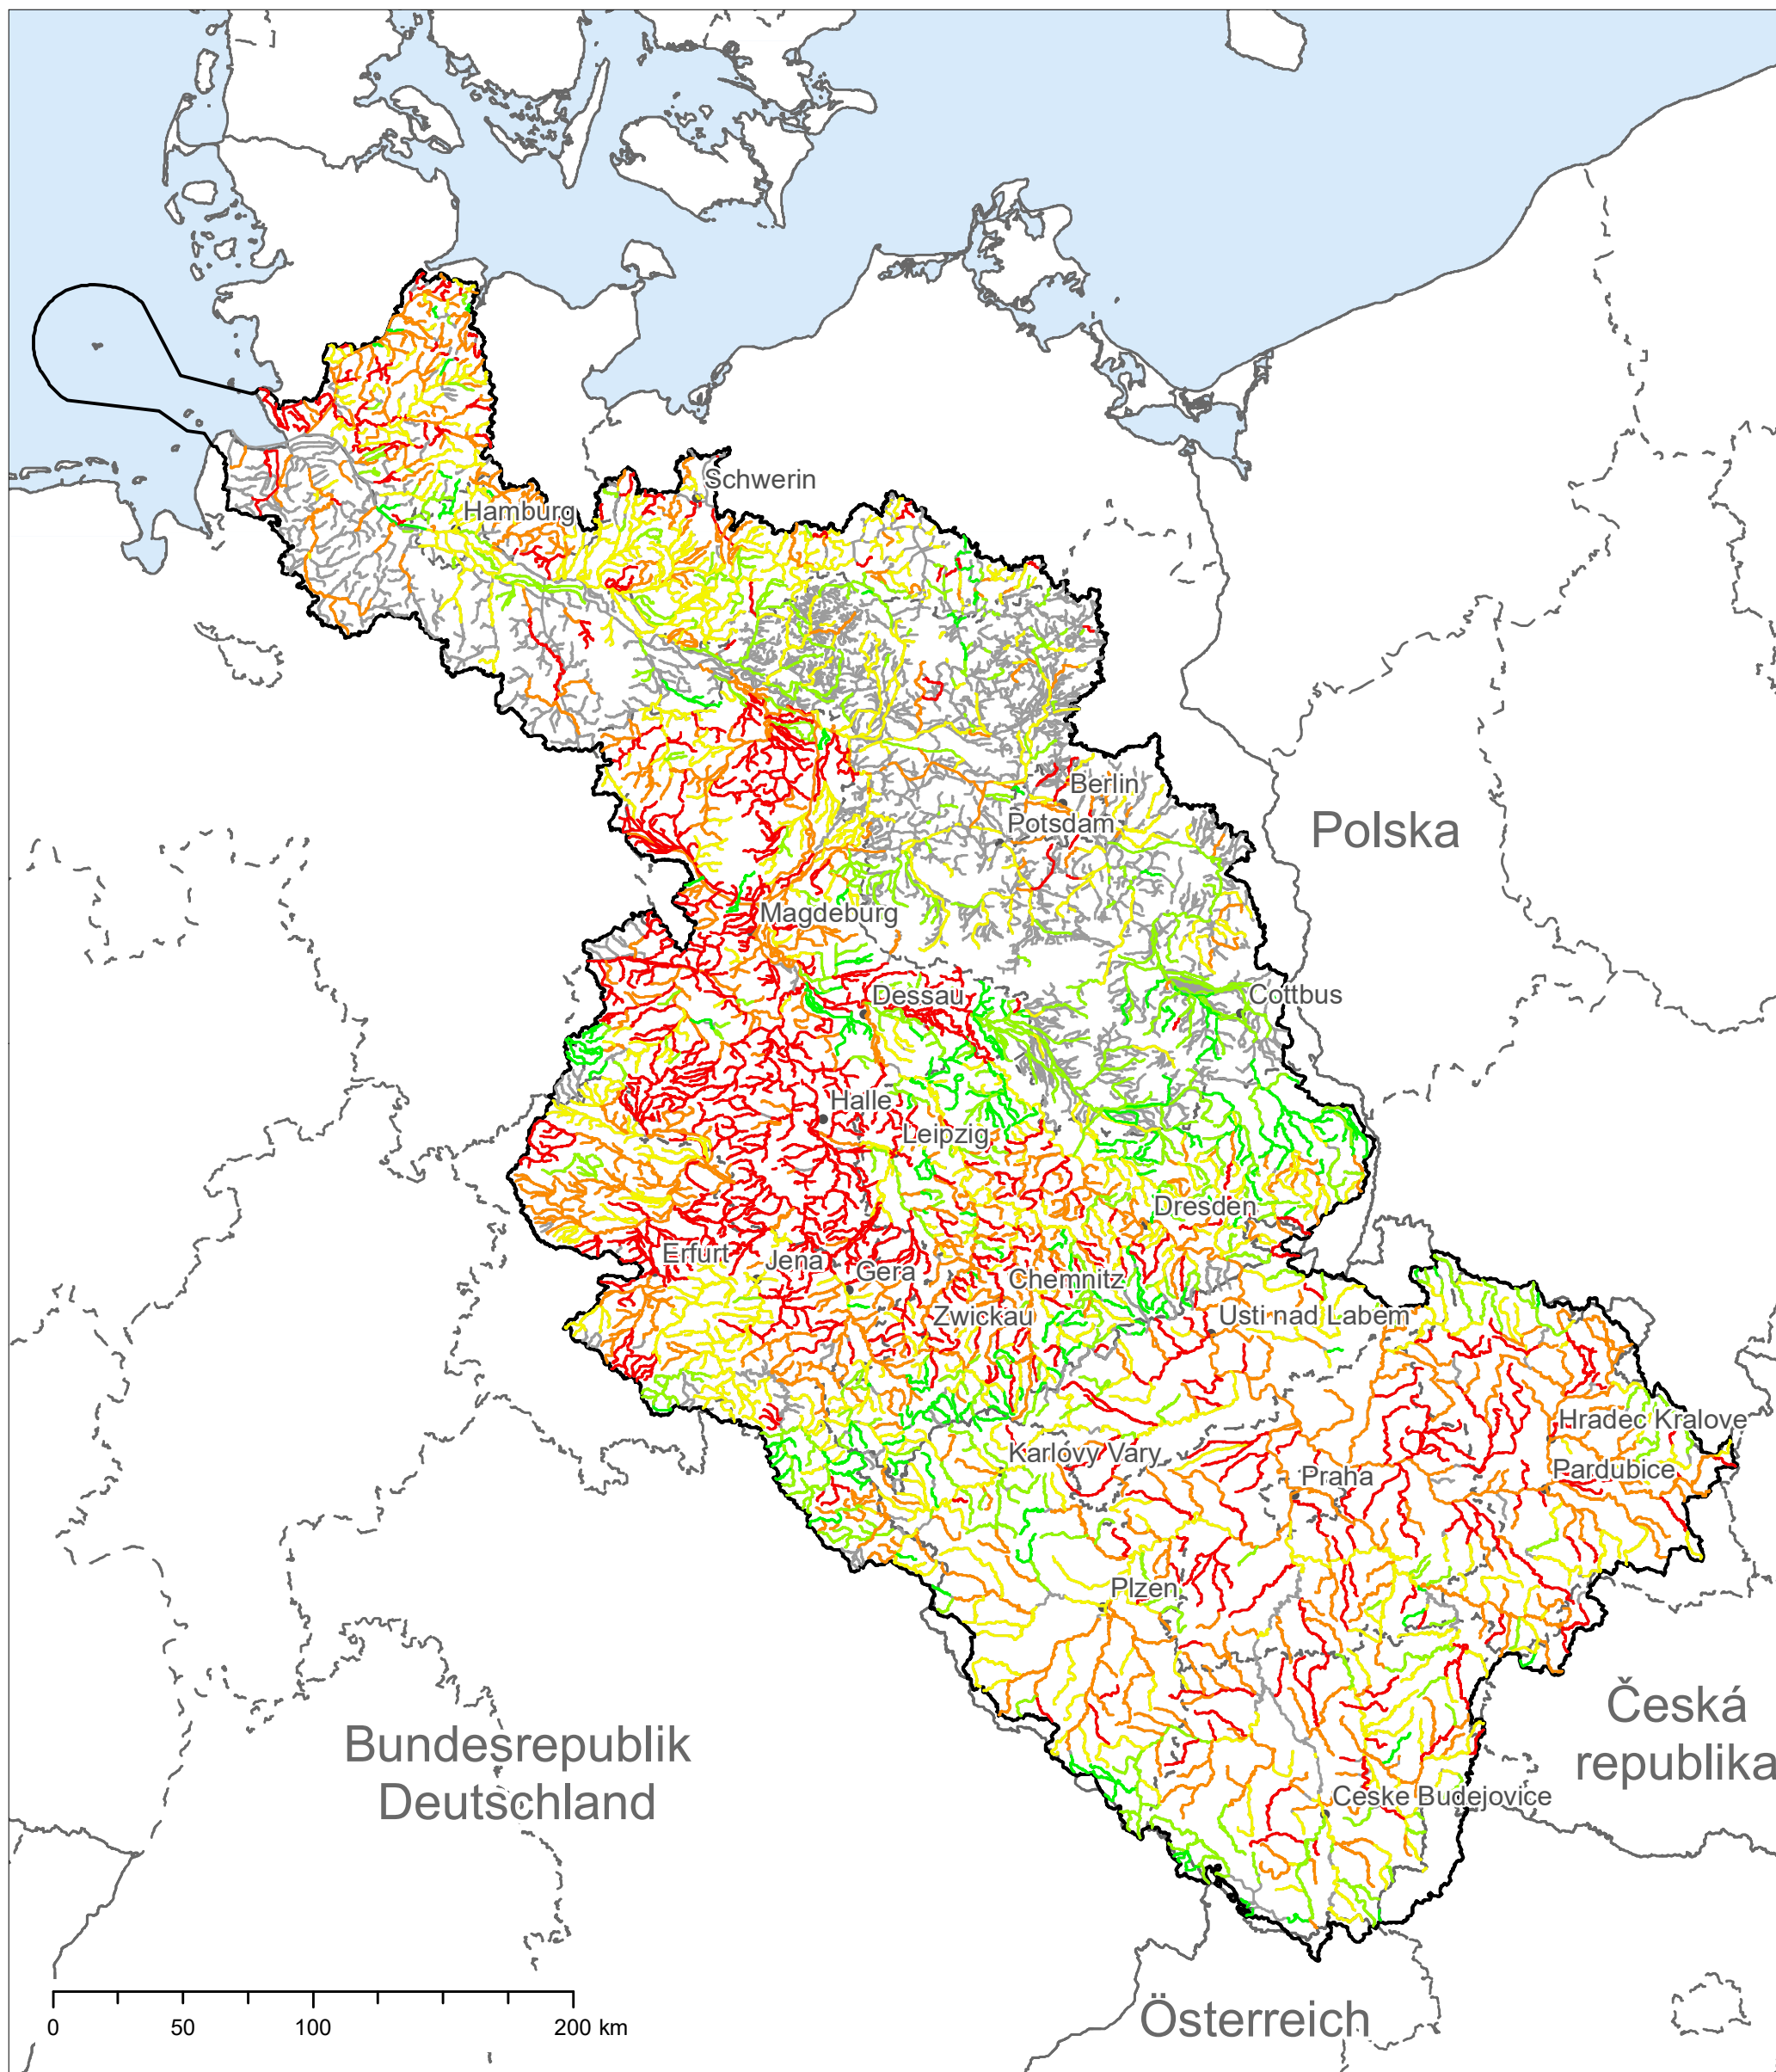 Schwerin
Hamburg
Berlin
Polska
Potsdam
Magdeburg
Dessau
Cottbus
Halle
Leipzig
Dresden
Erfurt
Jena
Gera
Chemnitz
Zwickau
Usti nad Labem
Hradec Kralove
Karlovy Vary
Praha
Pardubice
Plzen
Česká
republika
Bundesrepublik
Deutschland
Ceske Budejovice
Österreich
0 50 100 200 km